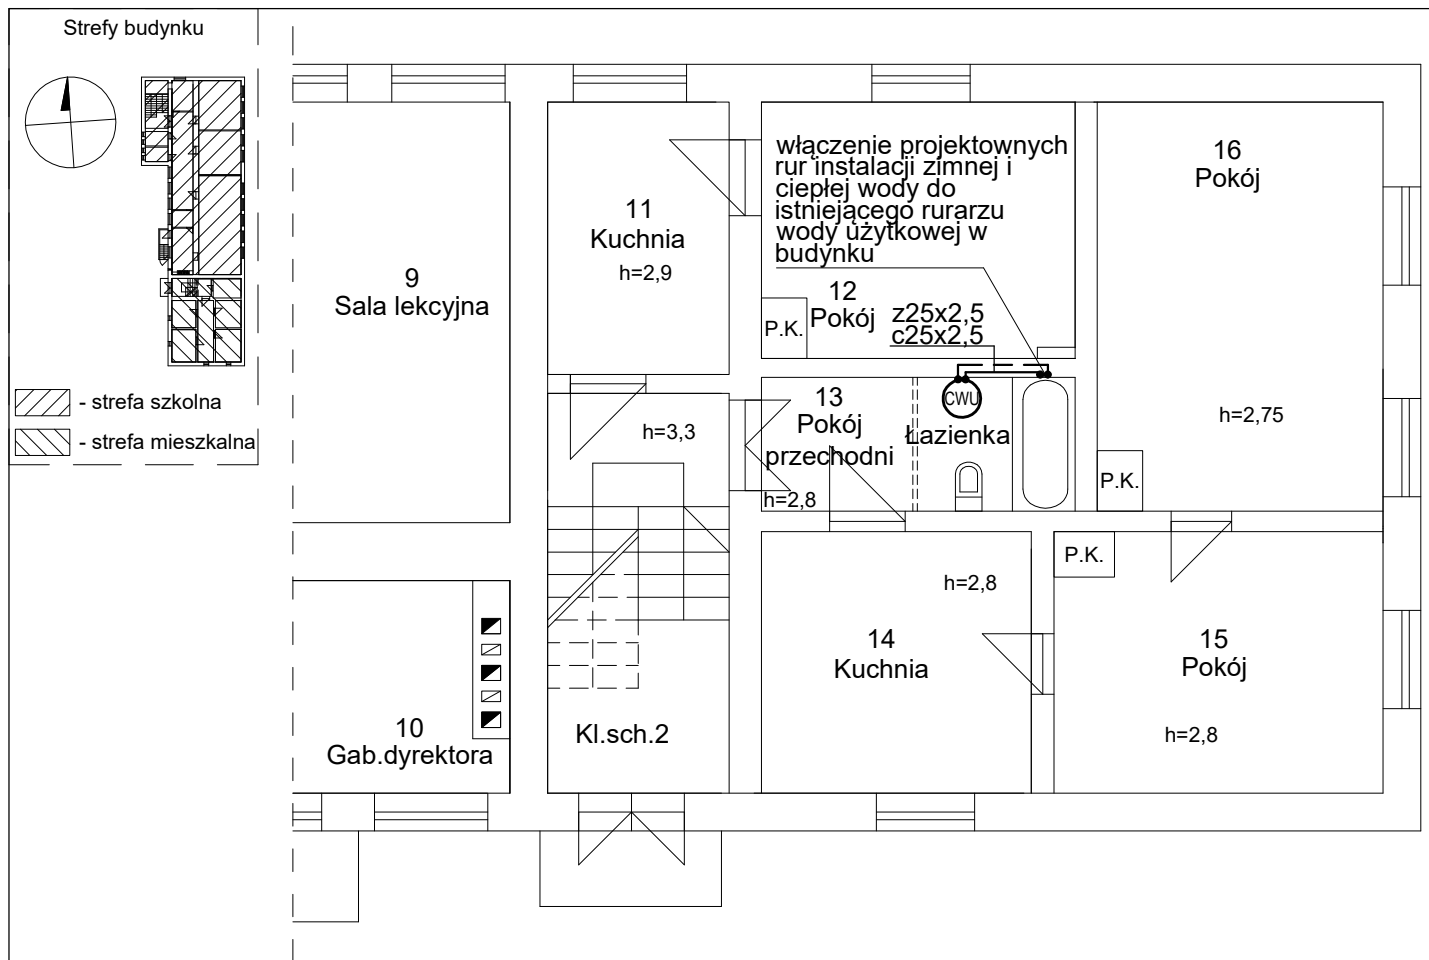 Strefy budynku
- strefa szkolna
- strefa mieszkalna
9
Sala lekcyjna
10
Gab.dyrektora
11
Kuchnia
h=2,9
h=3,3
Kl.sch.2
włączenie projektownych
rur instalacji zimnej i
ciepłej wody do
istniejącego rurarzu
wody użytkowej w
budynku
12
Pokój
P.K.
z25x2,5
c25x2,5
13
Pokój
przechodni
h=2,8
CWU
Łazienka
14
Kuchnia
h=2,8
16
Pokój
h=2,75
P.K.
P.K.
15
Pokój
h=2,8